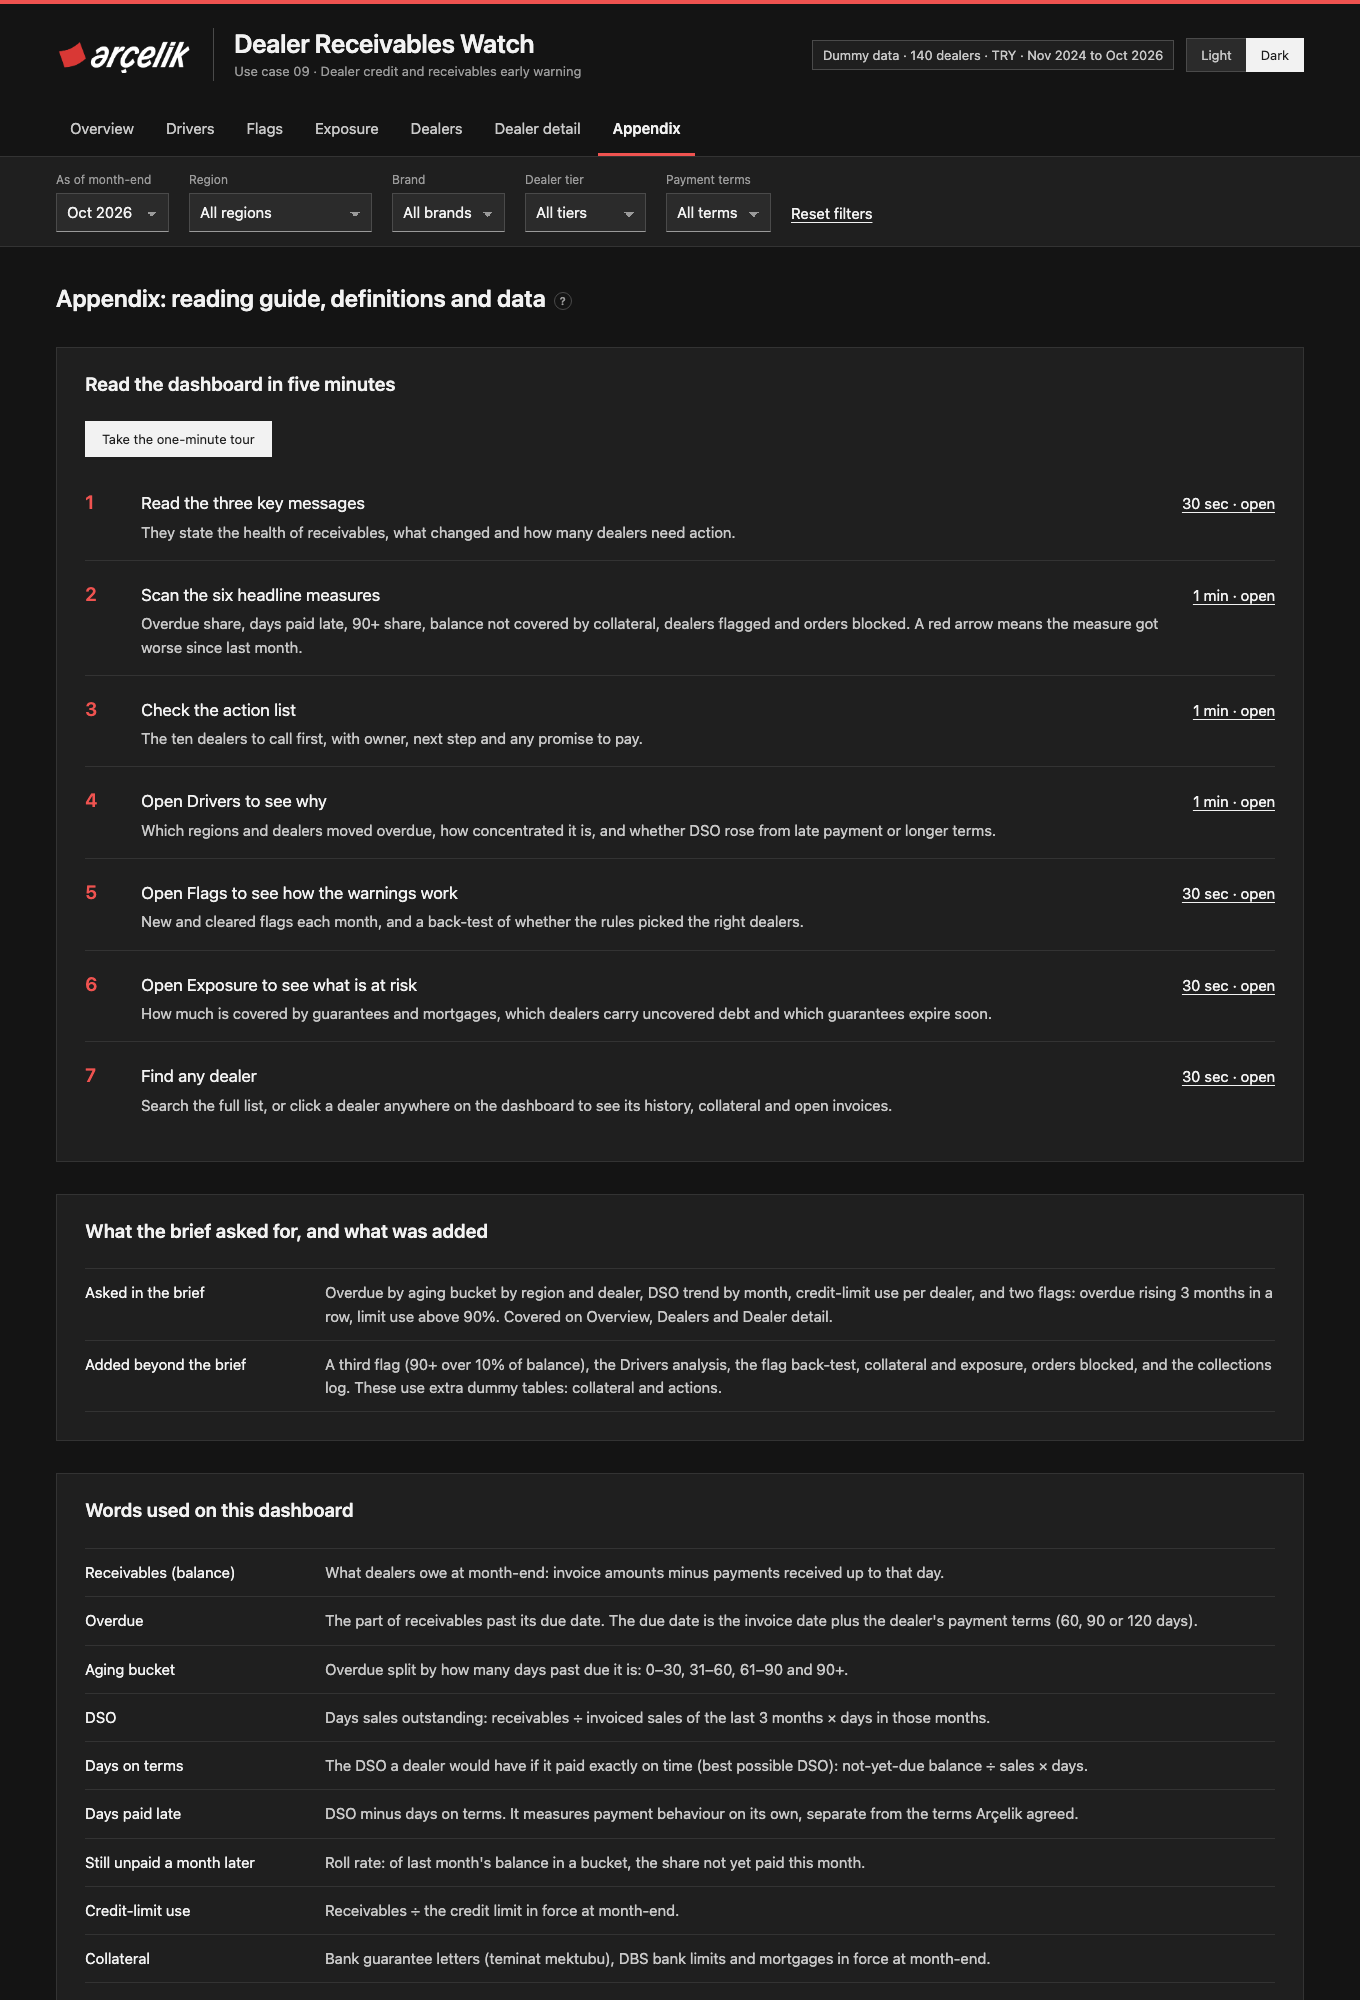 arçelik
Dealer Receivables Watch
Use case 09 · Dealer credit and receivables early warning
Dummy data · 140 dealers · TRY · Nov 2024 to Oct 2026
Light
Dark
Overview
Drivers
Flags
Exposure
Dealers
Dealer detail
Appendix
As of month-end
Region
Brand
Dealer tier
Payment terms
Oct 2026
All regions
All brands
All tiers
All terms
Reset filters
Appendix: reading guide, definitions and data
?
Read the dashboard in five minutes
Take the one-minute tour
1
Read the three key messages
30 sec · open
They state the health of receivables, what changed and how many dealers need action.
2
Scan the six headline measures
1 min · open
Overdue share, days paid late, 90+ share, balance not covered by collateral, dealers flagged and orders blocked. A red arrow means the measure got
worse since last month.
3
Check the action list
1 min · open
The ten dealers to call first, with owner, next step and any promise to pay.
4
Open Drivers to see why
1 min · open
Which regions and dealers moved overdue, how concentrated it is, and whether DSO rose from late payment or longer terms.
5
Open Flags to see how the warnings work
30 sec · open
New and cleared flags each month, and a back-test of whether the rules picked the right dealers.
6
Open Exposure to see what is at risk
30 sec · open
How much is covered by guarantees and mortgages, which dealers carry uncovered debt and which guarantees expire soon.
7
Find any dealer
30 sec · open
Search the full list, or click a dealer anywhere on the dashboard to see its history, collateral and open invoices.
What the brief asked for, and what was added
Asked in the brief
Overdue by aging bucket by region and dealer, DSO trend by month, credit-limit use per dealer, and two flags: overdue rising 3 months in a
row, limit use above 90%. Covered on Overview, Dealers and Dealer detail.
Added beyond the brief
A third flag (90+ over 10% of balance), the Drivers analysis, the flag back-test, collateral and exposure, orders blocked, and the collections
log. These use extra dummy tables: collateral and actions.
Words used on this dashboard
Receivables (balance)
What dealers owe at month-end: invoice amounts minus payments received up to that day.
Overdue
The part of receivables past its due date. The due date is the invoice date plus the dealer's payment terms (60, 90 or 120 days).
Aging bucket
Overdue split by how many days past due it is: 0–30, 31–60, 61–90 and 90+.
DSO
Days sales outstanding: receivables ÷ invoiced sales of the last 3 months × days in those months.
Days on terms
The DSO a dealer would have if it paid exactly on time (best possible DSO): not-yet-due balance ÷ sales × days.
Days paid late
DSO minus days on terms. It measures payment behaviour on its own, separate from the terms Arçelik agreed.
Still unpaid a month later
Roll rate: of last month's balance in a bucket, the share not yet paid this month.
Credit-limit use
Receivables ÷ the credit limit in force at month-end.
Collateral
Bank guarantee letters (teminat mektubu), DBS bank limits and mortgages in force at month-end.